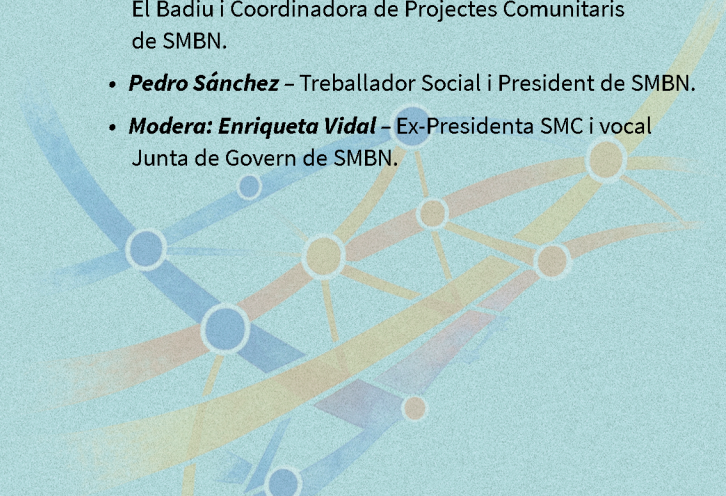 El Badiu i Coordinadora de Projectes Comunitaris
de SMBN.
• Pedro Sánchez – Treballador Social i President de SMBN.
• Modera: Enriqueta Vidal – Ex-Presidenta SMC i vocal
Junta de Govern de SMBN.